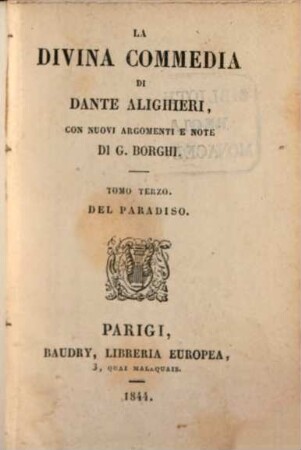 LA
DIVINA COMMEDIA
DI
DANTE ALIGHIERI,
CON NUOVI ARGOMENTI E NOTE
DI G. BORGHI.
TOMO TERZO.
DEL PARADISO.
PARIGI,
BAUDRY, LIBRERIA EUROPEA,
3, QUAI MALAQUAIS.
1844.